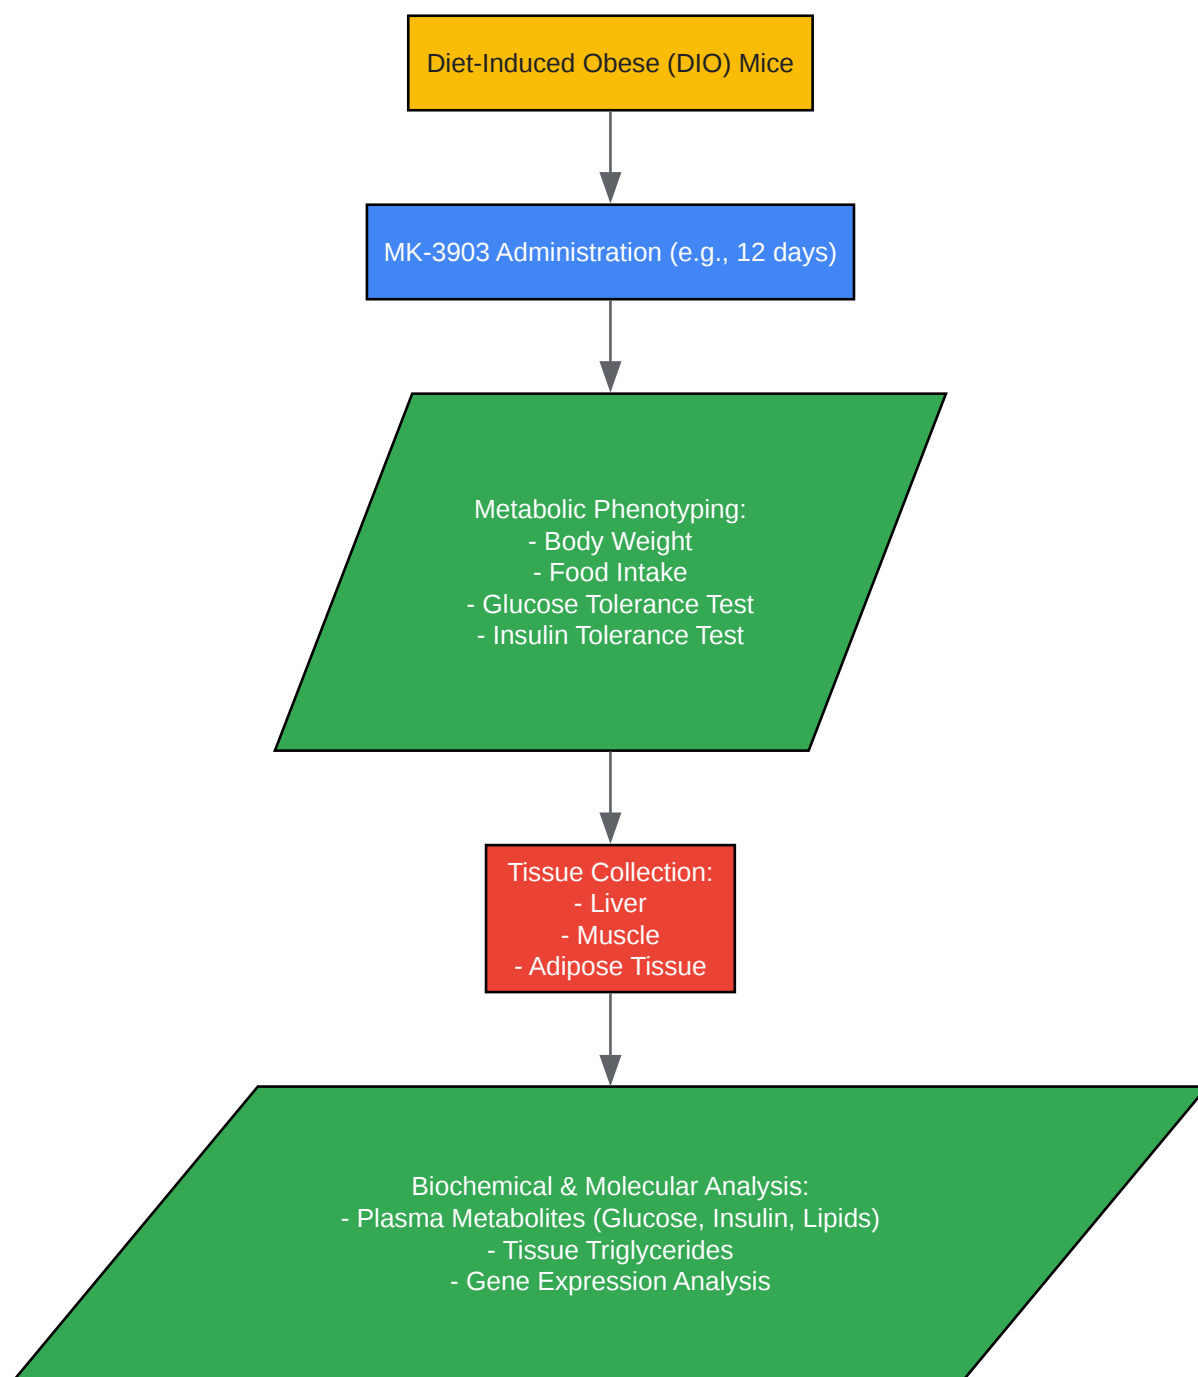 Diet-Induced Obese (DIO) Mice
MK-3903 Administration (e.g., 12 days)
Metabolic Phenotyping:
- Body Weight
- Food Intake
- Glucose Tolerance Test
- Insulin Tolerance Test
Tissue Collection:
- Liver
- Muscle
- Adipose Tissue
Biochemical & Molecular Analysis:
- Plasma Metabolites (Glucose, Insulin, Lipids)
- Tissue Triglycerides
- Gene Expression Analysis